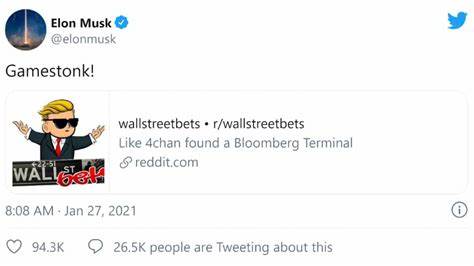 Elon Musk
@elonmusk
Gamestonk!
wallstreetbets • r/wallstreetbets
Like 4chan found a Bloomberg Terminal
reddit.com
WALL ST
8:08 AM · Jan 27, 2021
94.3K 26.5K people are Tweeting about this